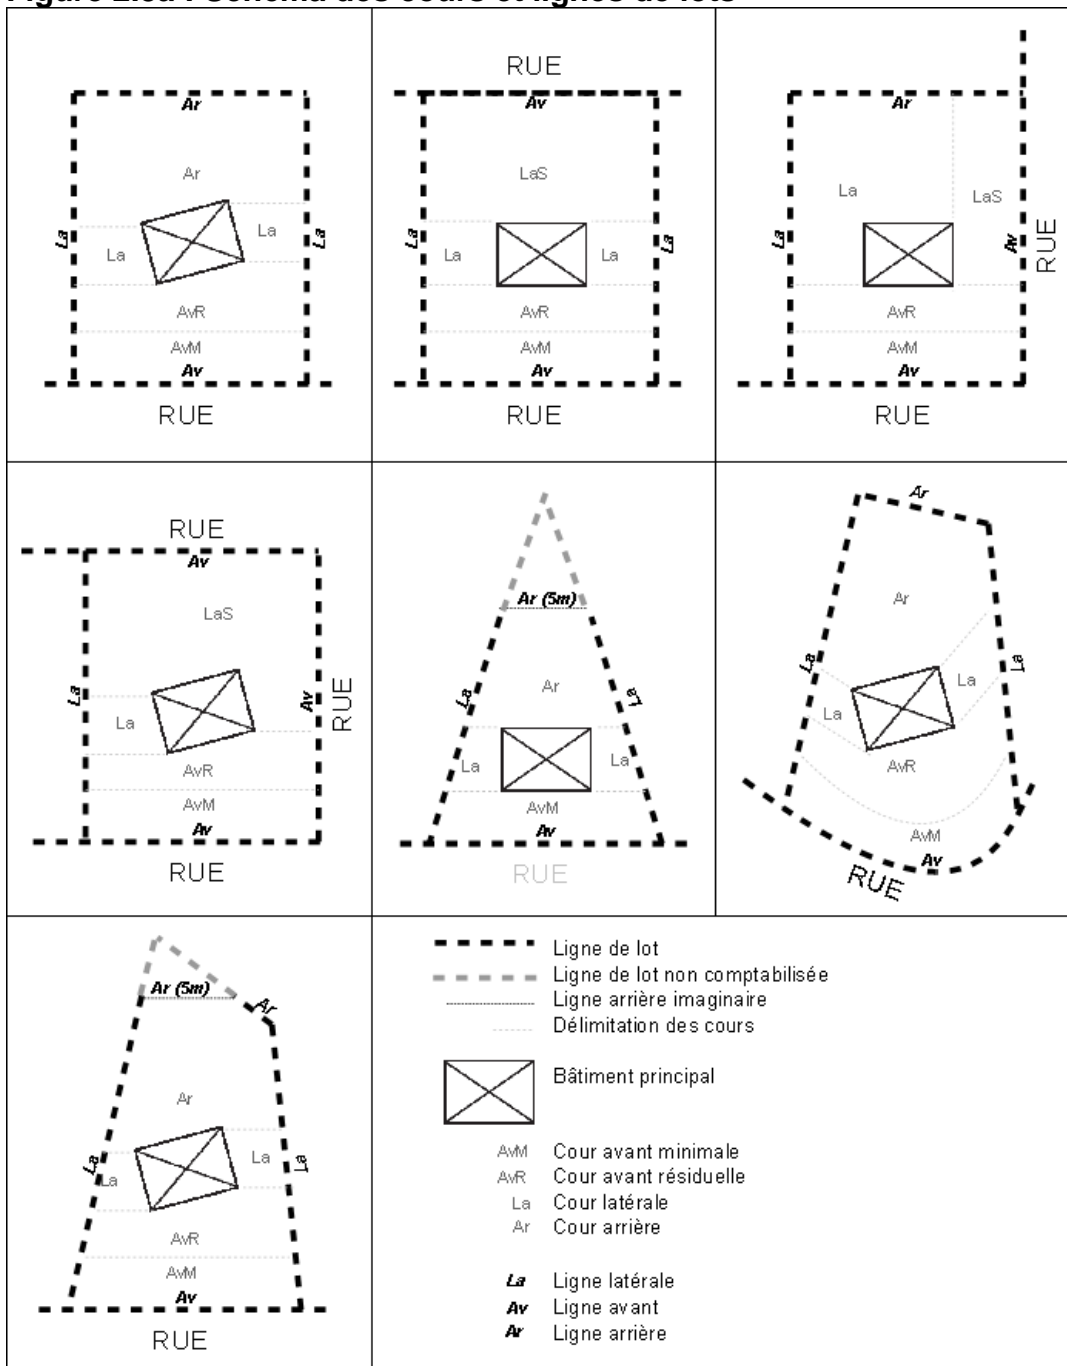 Figure 2.3a : Schéma des cours et lignes de lots
Ar
Ar
La
La
La
La
AvR
AvM
Av
RUE
RUE
Av
LaS
La
La
La
La
AvR
AvM
Av
RUE
Ar
La
LaS
La
Av
RUE
AvR
AvM
Av
RUE
RUE
Av
LaS
La
Av
RUE
La
AvR
AvM
Av
RUE
Ar (5m)
Ar
La
La
La
La
AvM
Av
RUE
Ar
Ar
La
La
La
La
AvR
AvM
Av
RUE
Ar (5m)
Ar
Ar
La
La
La
La
AvR
AvM
Av
RUE
Ligne de lot
Ligne de lot non comptabilisée
Ligne arrière imaginaire
Délimitation des cours
Bâtiment principal
AvM Cour avant minimale
AvR Cour avant résiduelle
La Cour latérale
Ar Cour arrière
La Ligne latérale
Av Ligne avant
Ar Ligne arrière